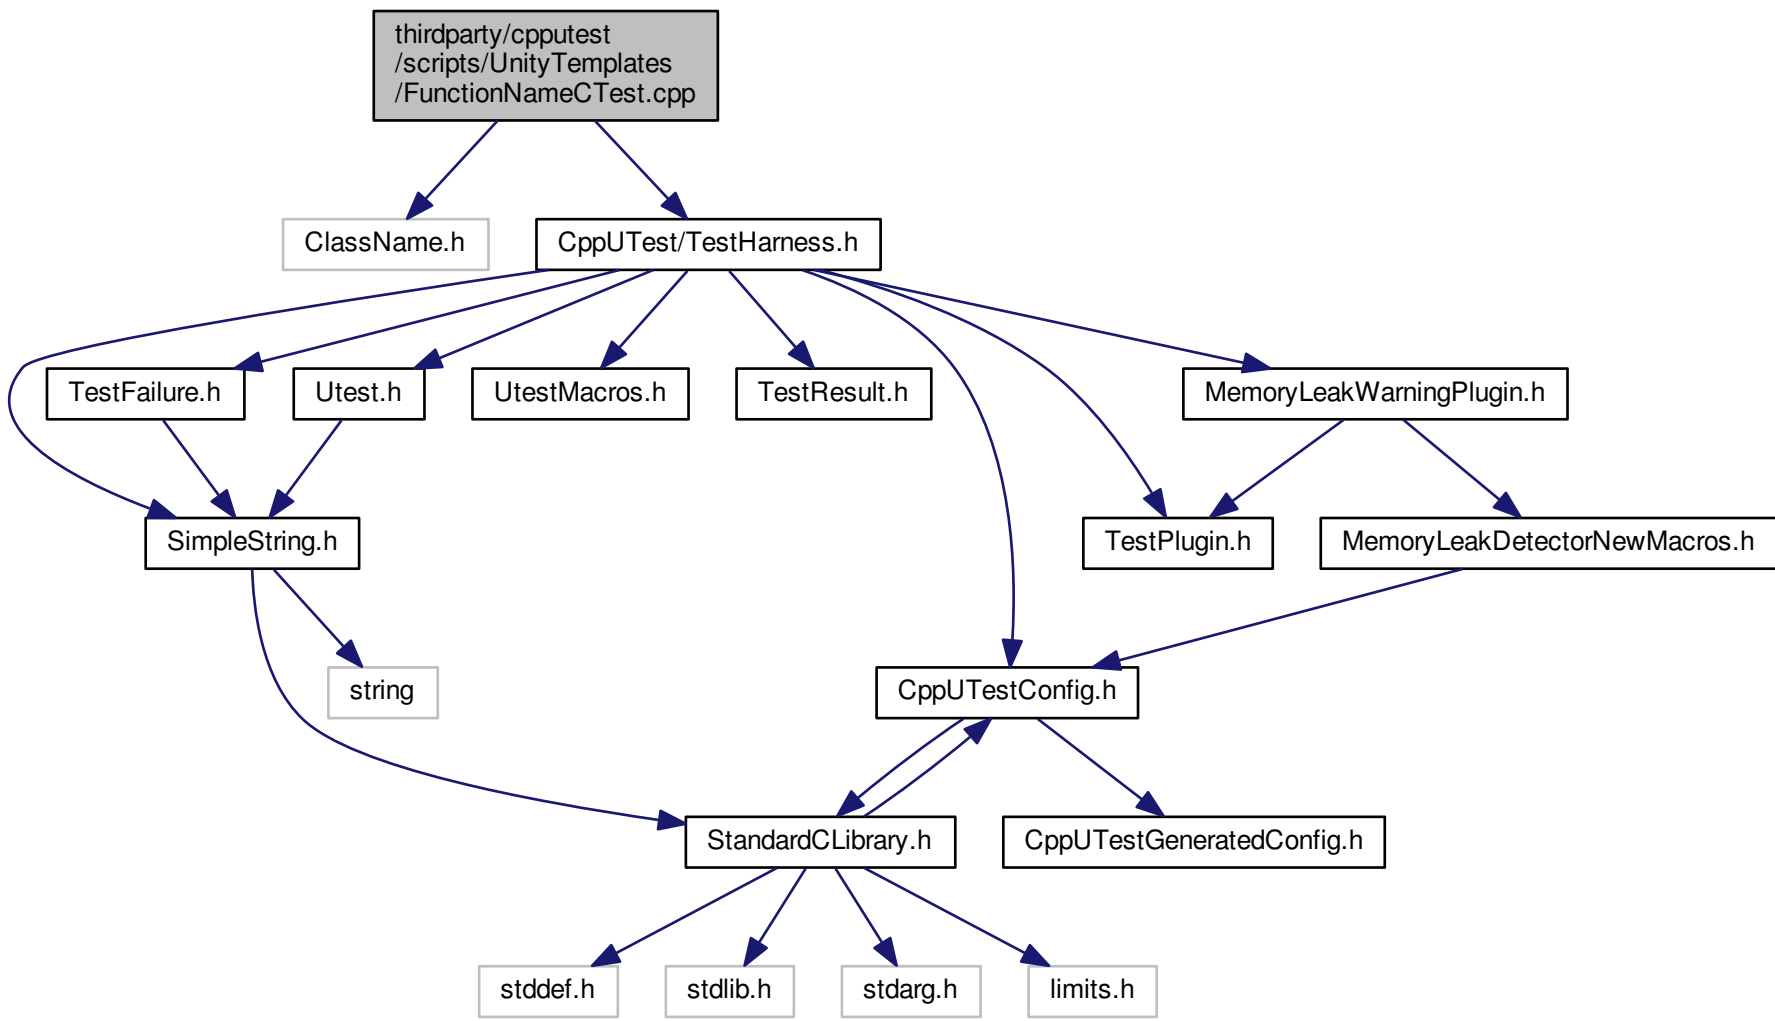 thirdparty/cpputest
/scripts/UnityTemplates
/FunctionNameCTest.cpp
ClassName.h
CppUTest/TestHarness.h
TestFailure.h
Utest.h
UtestMacros.h
TestResult.h
MemoryLeakWarningPlugin.h
SimpleString.h
TestPlugin.h
MemoryLeakDetectorNewMacros.h
string
CppUTestConfig.h
StandardCLibrary.h
CppUTestGeneratedConfig.h
stddef.h
stdlib.h
stdarg.h
limits.h